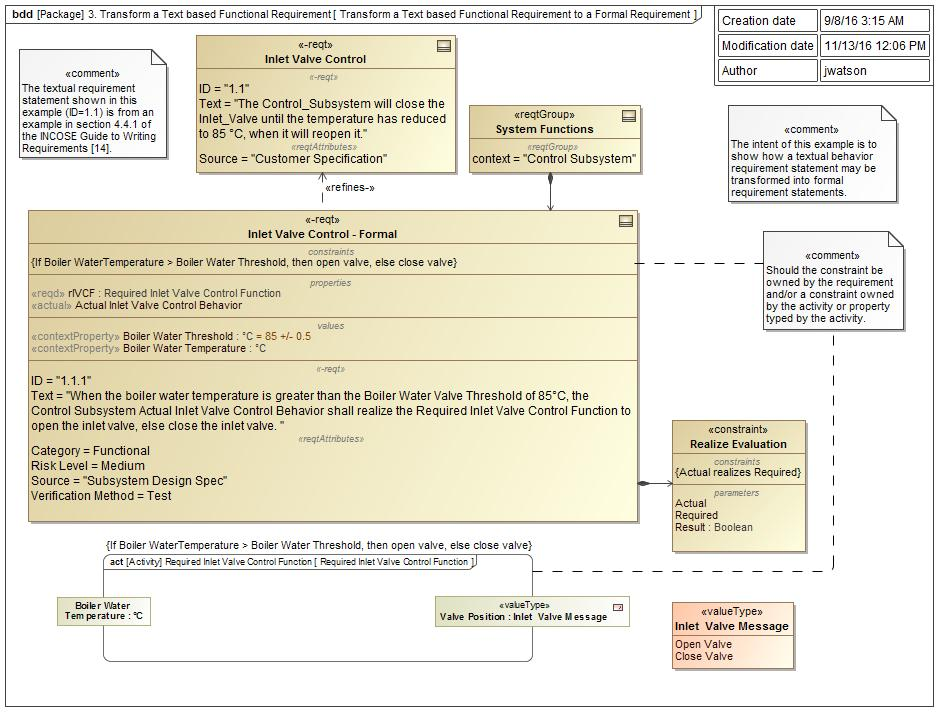 bdd [Package] 3. Transform a Text based Functional Requirement [ Transform a Text based Functional Requirement to a Formal Requirement ]
Creation date 9/8/16 3:15 AM
Modification date 11/13/16 12:06 PM
Author jwatson
«comment»
The textual requirement
statement shown in this
example (ID=1.1) is from an
example in section 4.4.1 of
the INCOSE Guide to Writing
Requirements [14].
«-reqt»
Inlet Valve Control
«-reqt»
ID = "1.1"
Text = "The Control_Subsystem will close the
Inlet_Valve until the temperature has reduced
to 85 °C, when it will reopen it."
«reqtAttributes»
Source = "Customer Specification"
«reqtGroup»
System Functions
«reqtGroup»
context = "Control Subsystem"
«comment»
The intent of this example is to
show how a textual behavior
requirement statement may be
transformed into formal
requirement statements.
«refines-»
«-reqt»
Inlet Valve Control - Formal
constraints
{If Boiler WaterTemperature > Boiler Water Threshold, then open valve, else close valve}
properties
«reqd» rIVCF : Required Inlet Valve Control Function
«actual» Actual Inlet Valve Control Behavior
values
«contextProperty» Boiler Water Threshold : °C = 85 +/- 0.5
«contextProperty» Boiler Water Temperature : °C
«-reqt»
ID = "1.1.1"
Text = "When the boiler water temperature is greater than the Boiler Water Valve Threshold of 85°C, the
Control Subsystem Actual Inlet Valve Control Behavior shall realize the Required Inlet Valve Control Function to
open the inlet valve, else close the inlet valve. "
«reqtAttributes»
Category = Functional
Risk Level = Medium
Source = "Subsystem Design Spec"
Verification Method = Test
«comment»
Should the constraint be
owned by the requirement
and/or a constraint owned
by the activity or property
typed by the activity.
«constraint»
Realize Evaluation
constraints
{Actual realizes Required}
parameters
Actual
Required
Result : Boolean
{If Boiler WaterTemperature > Boiler Water Threshold, then open valve, else close valve}
act [Activity] Required Inlet Valve Control Function [ Required Inlet Valve Control Function ]
Boiler Water
Temperature : °C
«valueType»
Valve Position : Inlet Valve Message
«valueType»
Inlet Valve Message
Open Valve
Close Valve